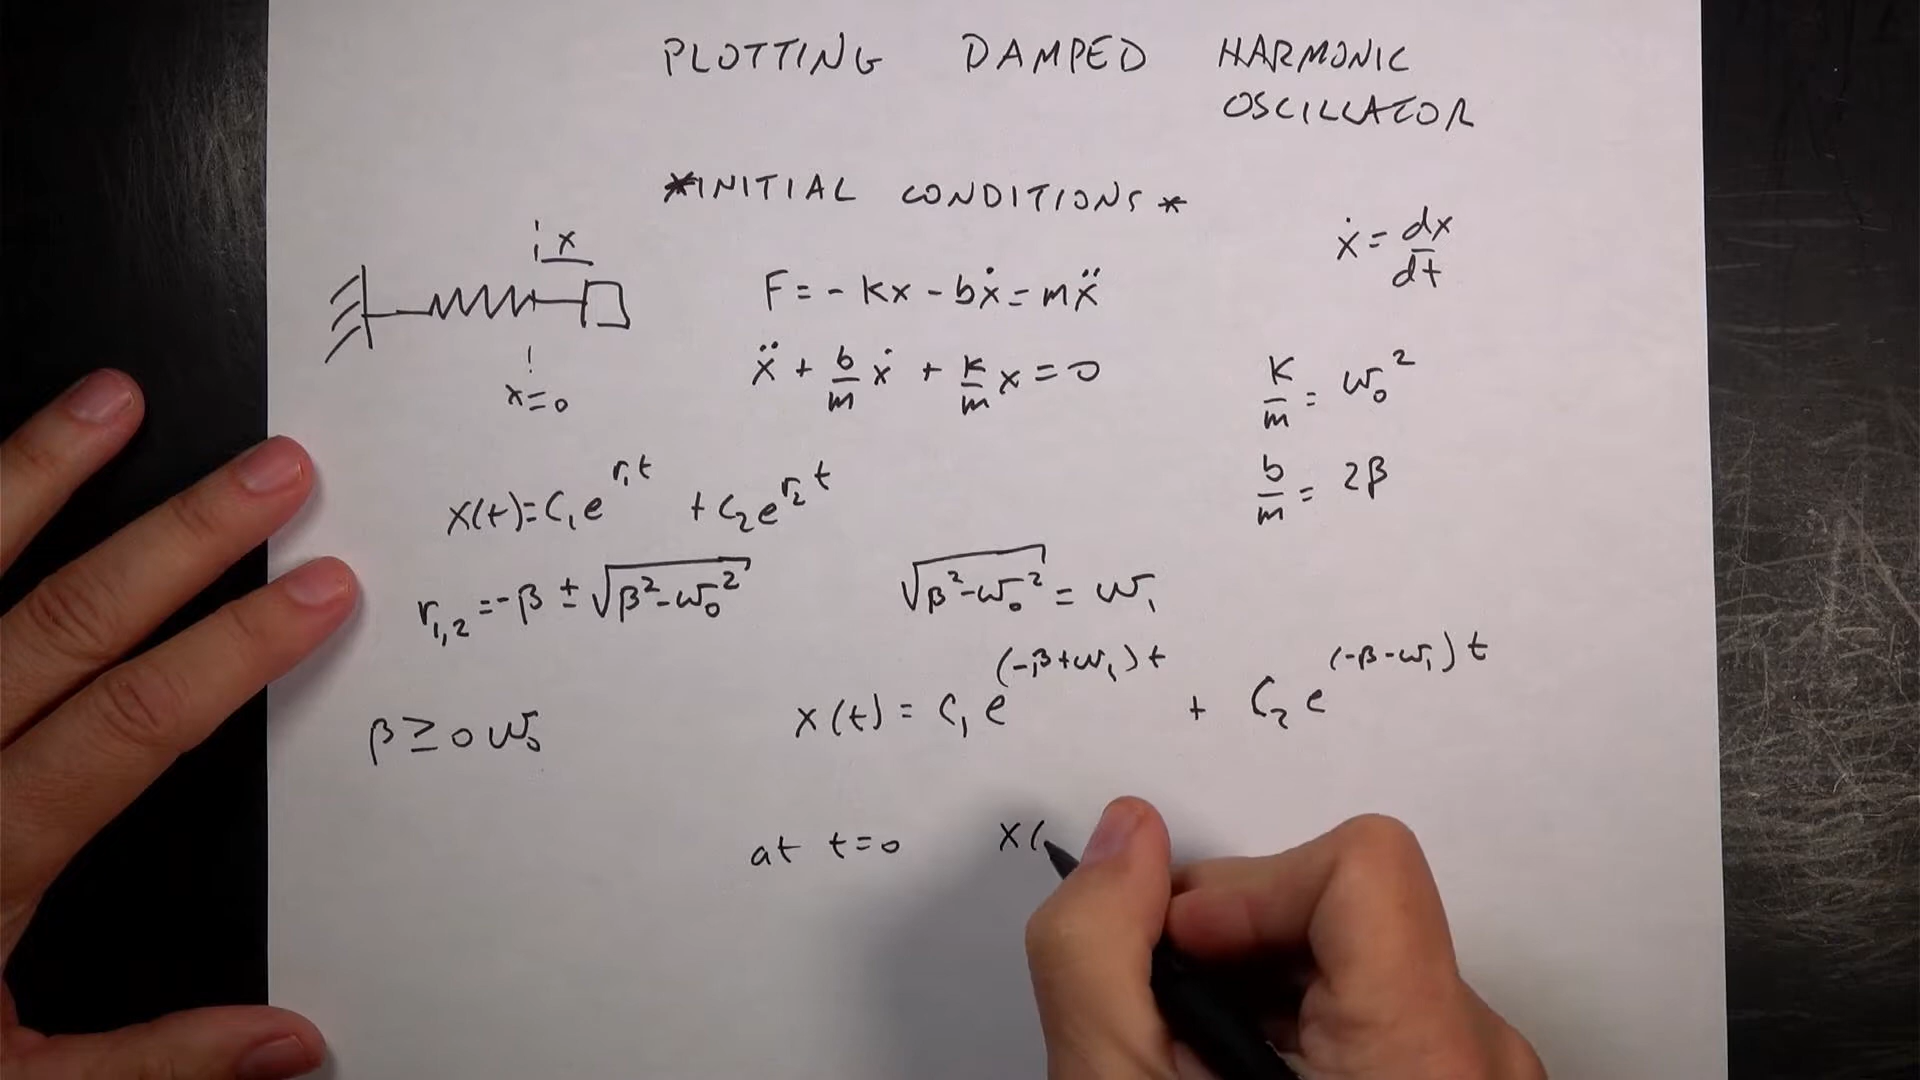 PLOTTING DAMPED HARMONIC
OSCILLATOR
*INITIAL CONDITIONS*
ẋ = dx/dt
x
x=0
F = - kx - bẋ = mẍ
ẍ + b/m ẋ + k/m x = 0
k/m = ω₀²
b/m = 2β
x(t) = C₁e^(r₁t) + C₂e^(r₂t)
r₁,₂ = -β ± √(β²-ω₀²)
√(β²-ω₀²) = ω₁
x(t) = C₁e^((-β+ω₁)t) + C₂e^((-β-ω₁)t)
β ≥ 0 ω₀
at t=0 x(